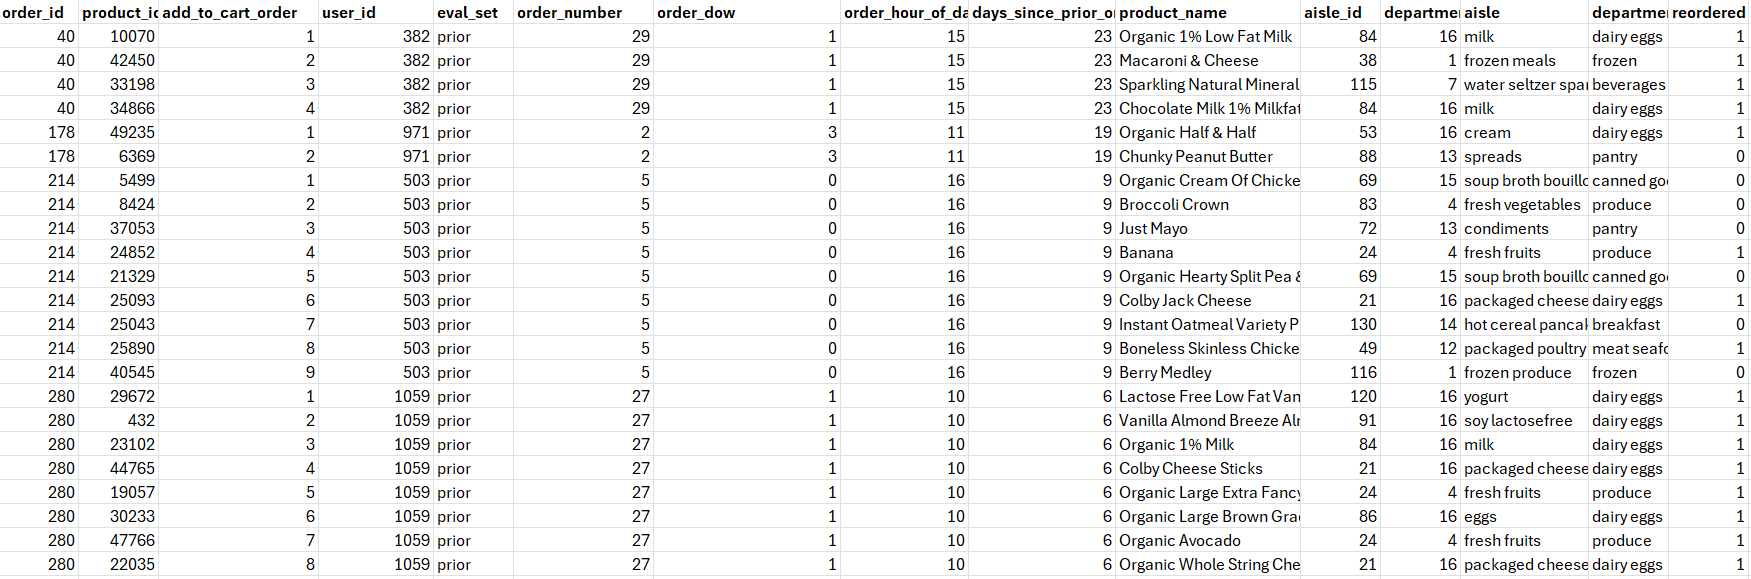 order_id product_id add_to_cart_order user_id eval_set order_number order_dow order_hour_of_da days_since_prior_o product_name aisle_id departme aisle departme reordered
40 10070 1 382 prior 29 1 15 23 Organic 1% Low Fat Milk 84 16 milk dairy eggs 1
40 42450 2 382 prior 29 1 15 23 Macaroni & Cheese 38 1 frozen meals frozen 1
40 33198 3 382 prior 29 1 15 23 Sparkling Natural Mineral 115 7 water seltzer spa beverages 1
40 34866 4 382 prior 29 1 15 23 Chocolate Milk 1% Milkfat 84 16 milk dairy eggs 1
178 49235 1 971 prior 2 3 11 19 Organic Half & Half 53 16 cream dairy eggs 1
178 6369 2 971 prior 2 3 11 19 Chunky Peanut Butter 88 13 spreads pantry 0
214 5499 1 503 prior 5 0 16 9 Organic Cream Of Chicke 69 15 soup broth bouillo canned go 0
214 8424 2 503 prior 5 0 16 9 Broccoli Crown 83 4 fresh vegetables produce 0
214 37053 3 503 prior 5 0 16 9 Just Mayo 72 13 condiments pantry 0
214 24852 4 503 prior 5 0 16 9 Banana 24 4 fresh fruits produce 1
214 21329 5 503 prior 5 0 16 9 Organic Hearty Split Pea & 69 15 soup broth bouillo canned go 0
214 25093 6 503 prior 5 0 16 9 Colby Jack Cheese 21 16 packaged cheese dairy eggs 1
214 25043 7 503 prior 5 0 16 9 Instant Oatmeal Variety P 130 14 hot cereal panca breakfast 0
214 25890 8 503 prior 5 0 16 9 Boneless Skinless Chicke 49 12 packaged poultry meat seafo 1
214 40545 9 503 prior 5 0 16 9 Berry Medley 116 1 frozen produce frozen 0
280 29672 1 1059 prior 27 1 10 6 Lactose Free Low Fat Van 120 16 yogurt dairy eggs 1
280 432 2 1059 prior 27 1 10 6 Vanilla Almond Breeze Al 91 16 soy lactosefree dairy eggs 1
280 23102 3 1059 prior 27 1 10 6 Organic 1% Milk 84 16 milk dairy eggs 1
280 44765 4 1059 prior 27 1 10 6 Colby Cheese Sticks 21 16 packaged cheese dairy eggs 1
280 19057 5 1059 prior 27 1 10 6 Organic Large Extra Fancy 24 4 fresh fruits produce 1
280 30233 6 1059 prior 27 1 10 6 Organic Large Brown Gra 86 16 eggs dairy eggs 1
280 47766 7 1059 prior 27 1 10 6 Organic Avocado 24 4 fresh fruits produce 1
280 22035 8 1059 prior 27 1 10 6 Organic Whole String Che 21 16 packaged cheese dairy eggs 1